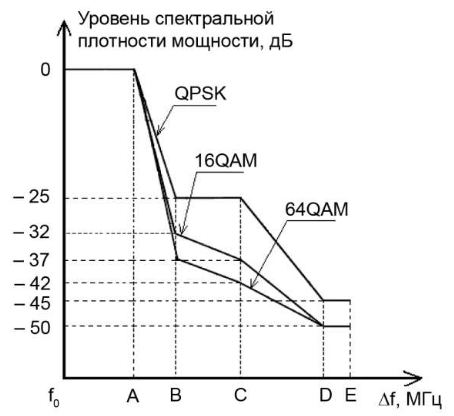 Уровень спектральной
плотности мощности, дБ
0
QPSK
16QAM
– 25
64QAM
– 32
– 37
– 42
– 45
– 50
f₀ A B C D E Δf, МГц